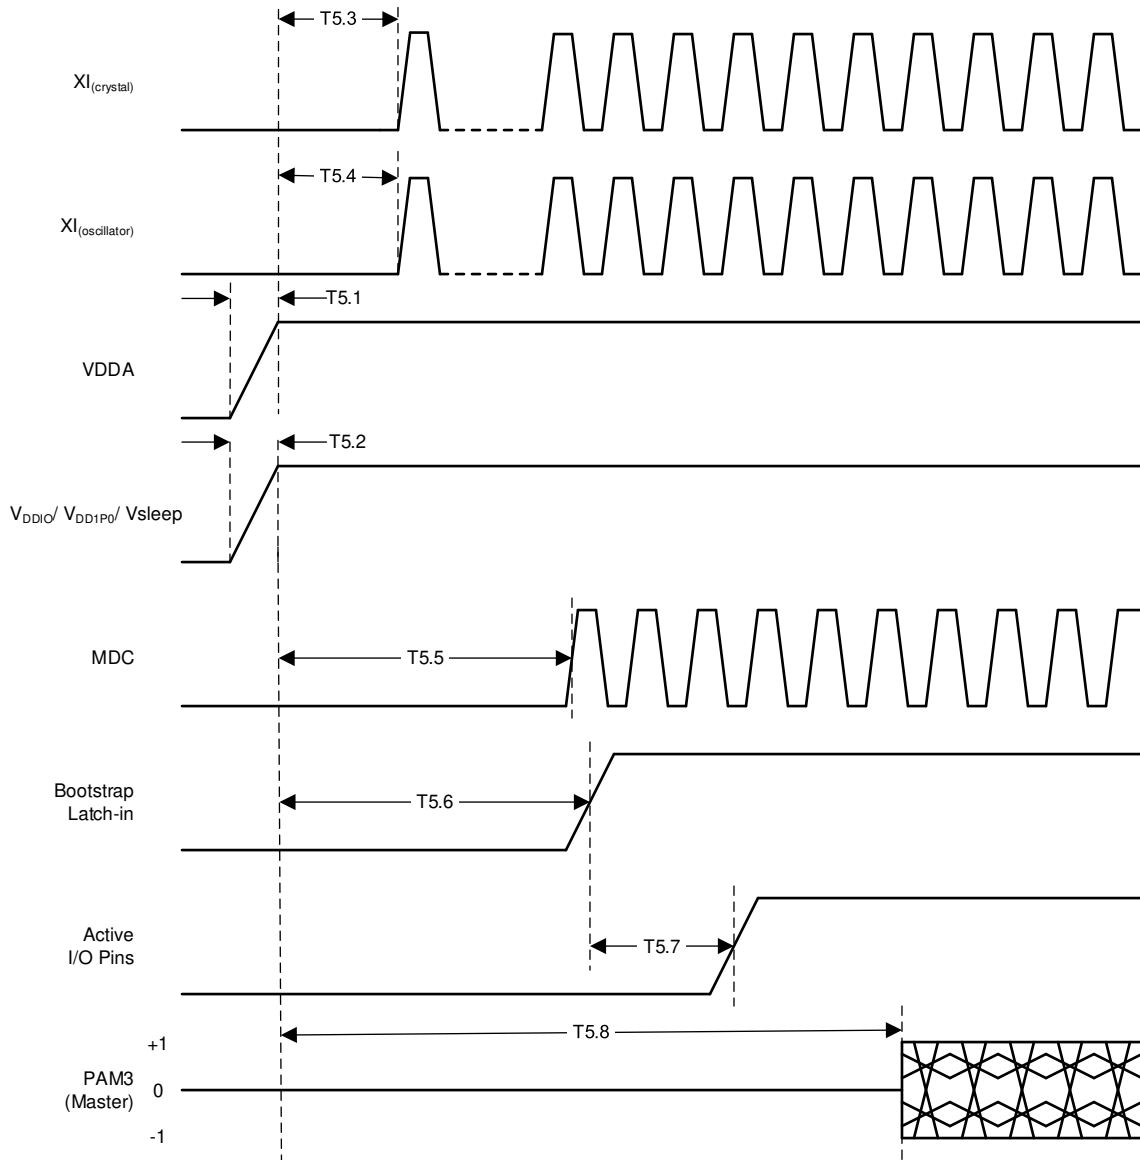 T5.3
XI(crystal)
T5.4
XI(oscillator)
T5.1
VDDA
T5.2
VDDIO/ VDD1P0/ Vsleep
MDC
T5.5
Bootstrap
Latch-in
T5.6
Active
I/O Pins
T5.7
T5.8
+1
PAM3
(Master)
0
-1